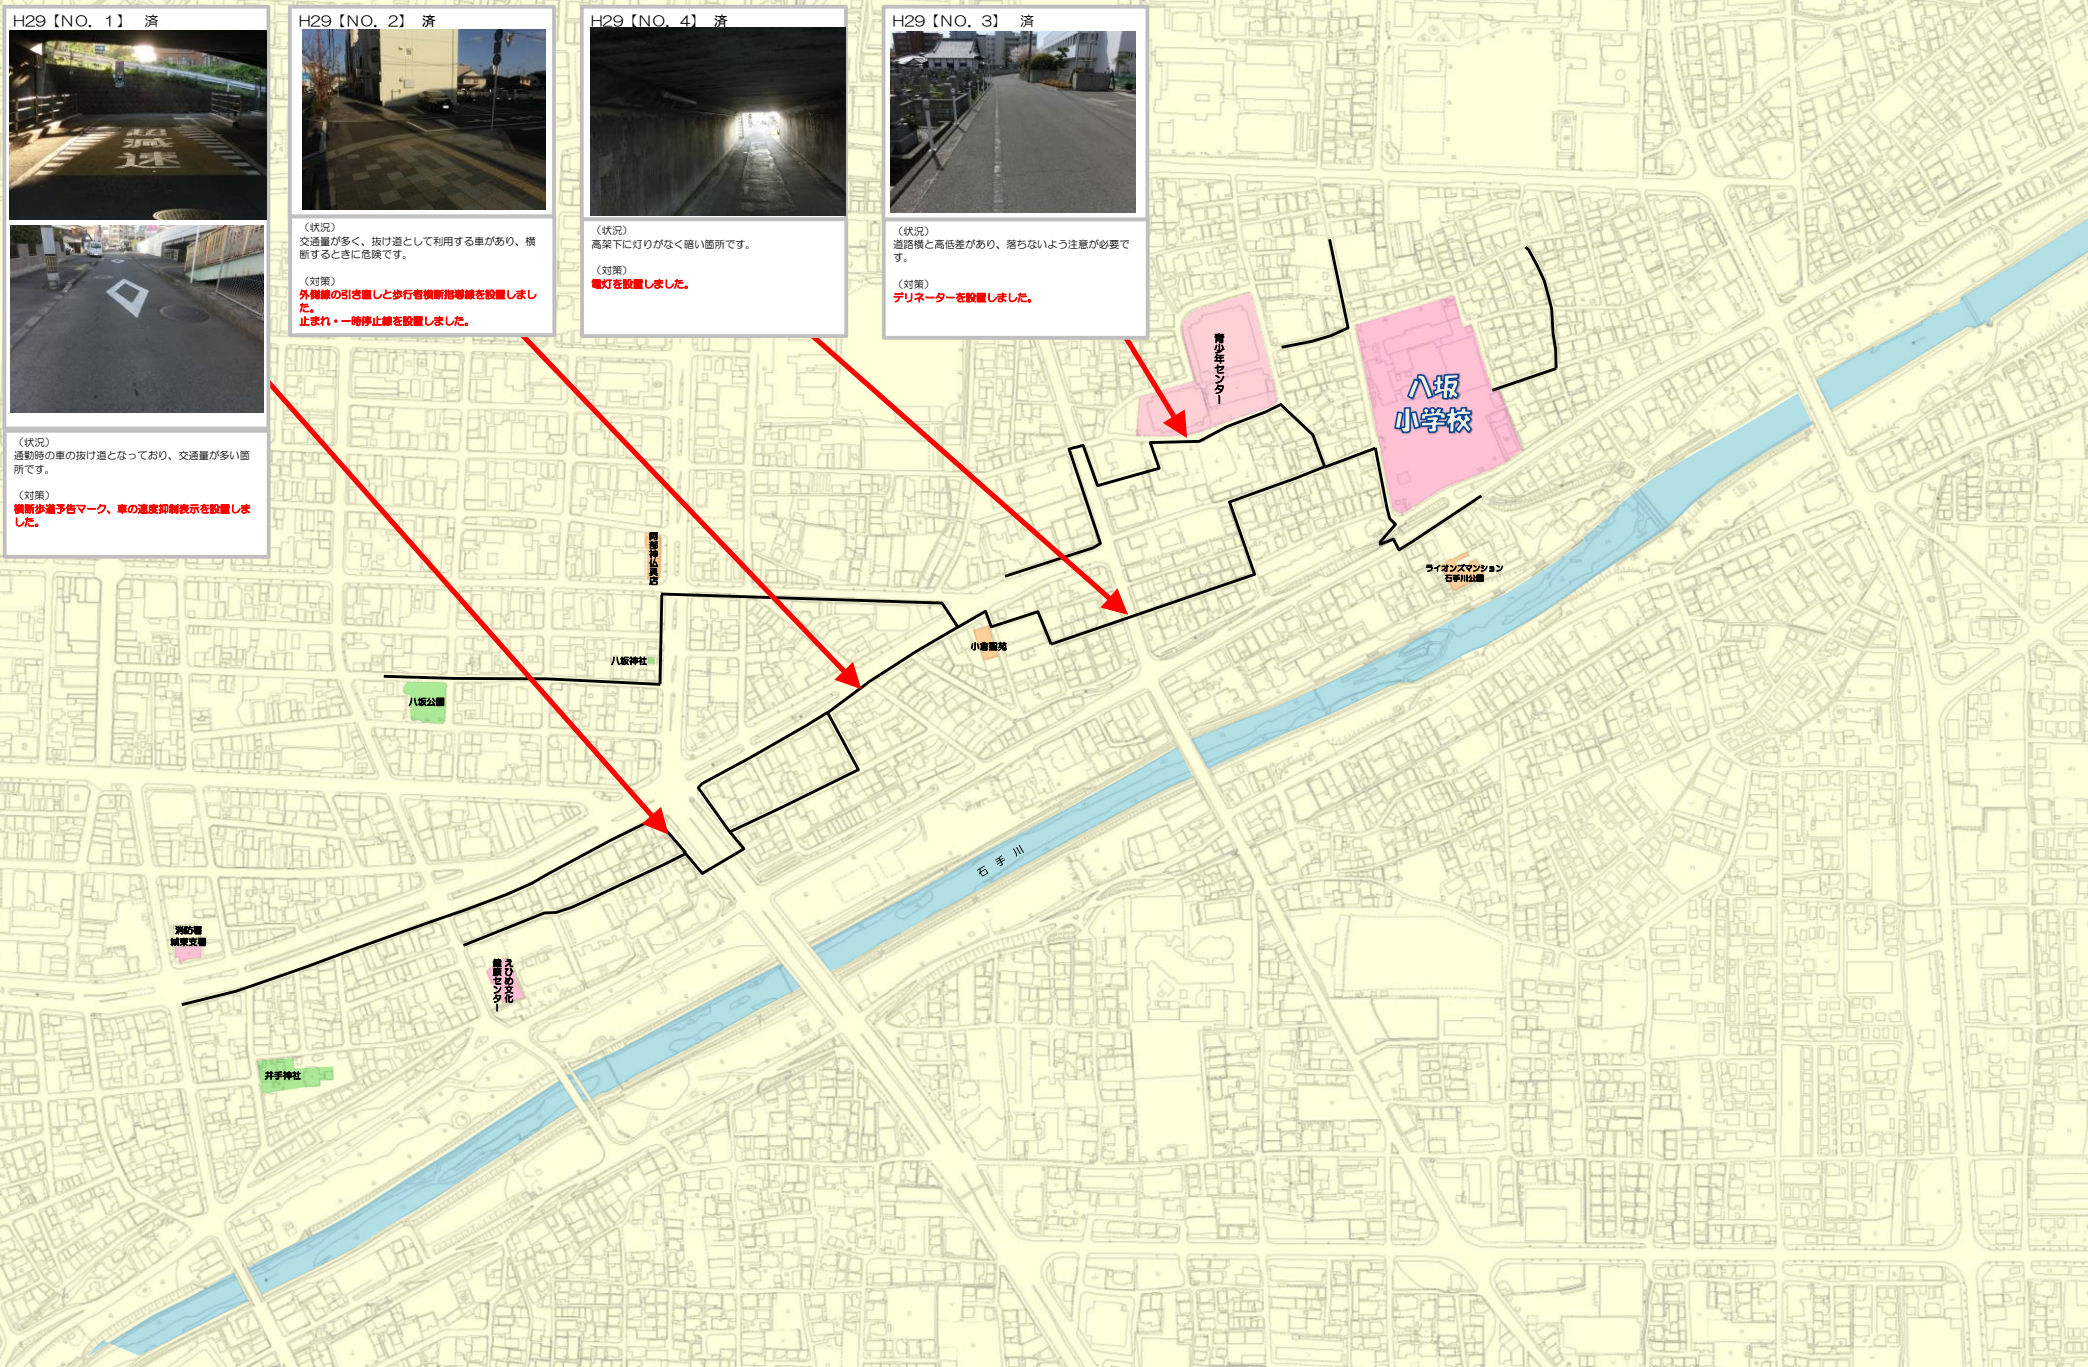 H29【NO. 1】 済
減
速
（状況）
通勤時の車の抜け道となっており、交通量が多い箇
所です。
（対策）
横断歩道予告マーク、車の速度抑制表示を設置しま
した。
H29【NO. 2】 済
（状況）
交通量が多く、抜け道として利用する車があり、横
断するときに危険です。
（対策）
外側線の引き直しと歩行者横断指導線を設置しまし
た。
止まれ・一時停止線を設置しました。
H29【NO. 4】 済
（状況）
高架下に灯りがなく暗い箇所です。
（対策）
電灯を設置しました。
H29【NO. 3】 済
（状況）
道路横と高低差があり、落ちないよう注意が必要で
す。
（対策）
デリネーターを設置しました。
青少年センター
八坂
小学校
阿部神仏具店
ライオンズマンション
石手川公園
小倉聖苑
八坂神社
八坂公園
石手川
消防署
城東支署
えひめ文化
健康センター
井手神社